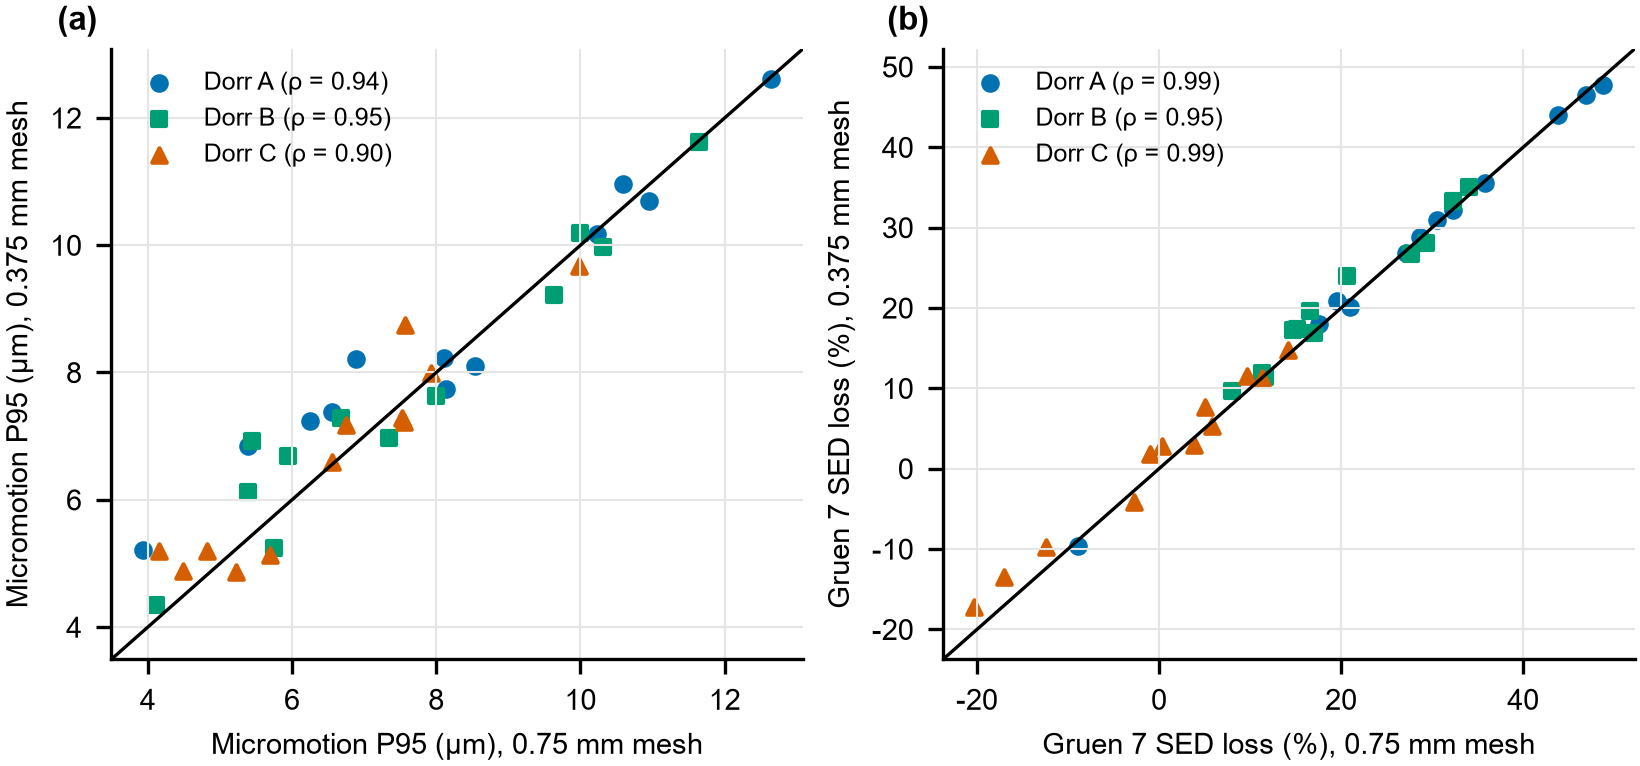 (a)
Dorr A (ρ = 0.94)
Dorr B (ρ = 0.95)
Dorr C (ρ = 0.90)
12
10
8
6
4
4
6
8
10
12
Micromotion P95 (μm), 0.375 mm mesh
Micromotion P95 (μm), 0.75 mm mesh
(b)
Dorr A (ρ = 0.99)
Dorr B (ρ = 0.95)
Dorr C (ρ = 0.99)
50
40
30
20
10
0
-10
-20
-20
0
20
40
Gruen 7 SED loss (%), 0.375 mm mesh
Gruen 7 SED loss (%), 0.75 mm mesh